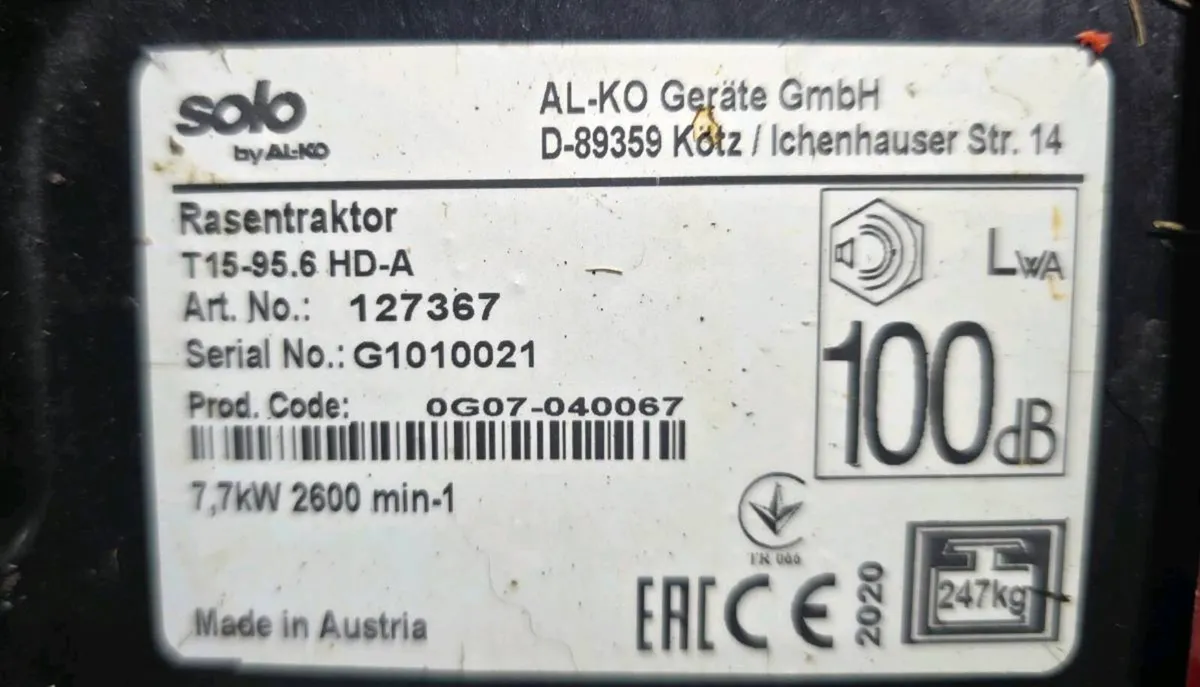 solo
by AL-KO
AL-KO Geräte GmbH
D-89359 Kötz / Ichenhauser Str. 14
Rasentraktor
T15-95.6 HD-A
Art. No.: 127367
Serial No.: G1010021
Prod. Code: 0G07-040067
7,7kW 2600 min-1
Made in Austria
LWA
100dB
TR 066
EAC CE
2020
247kg